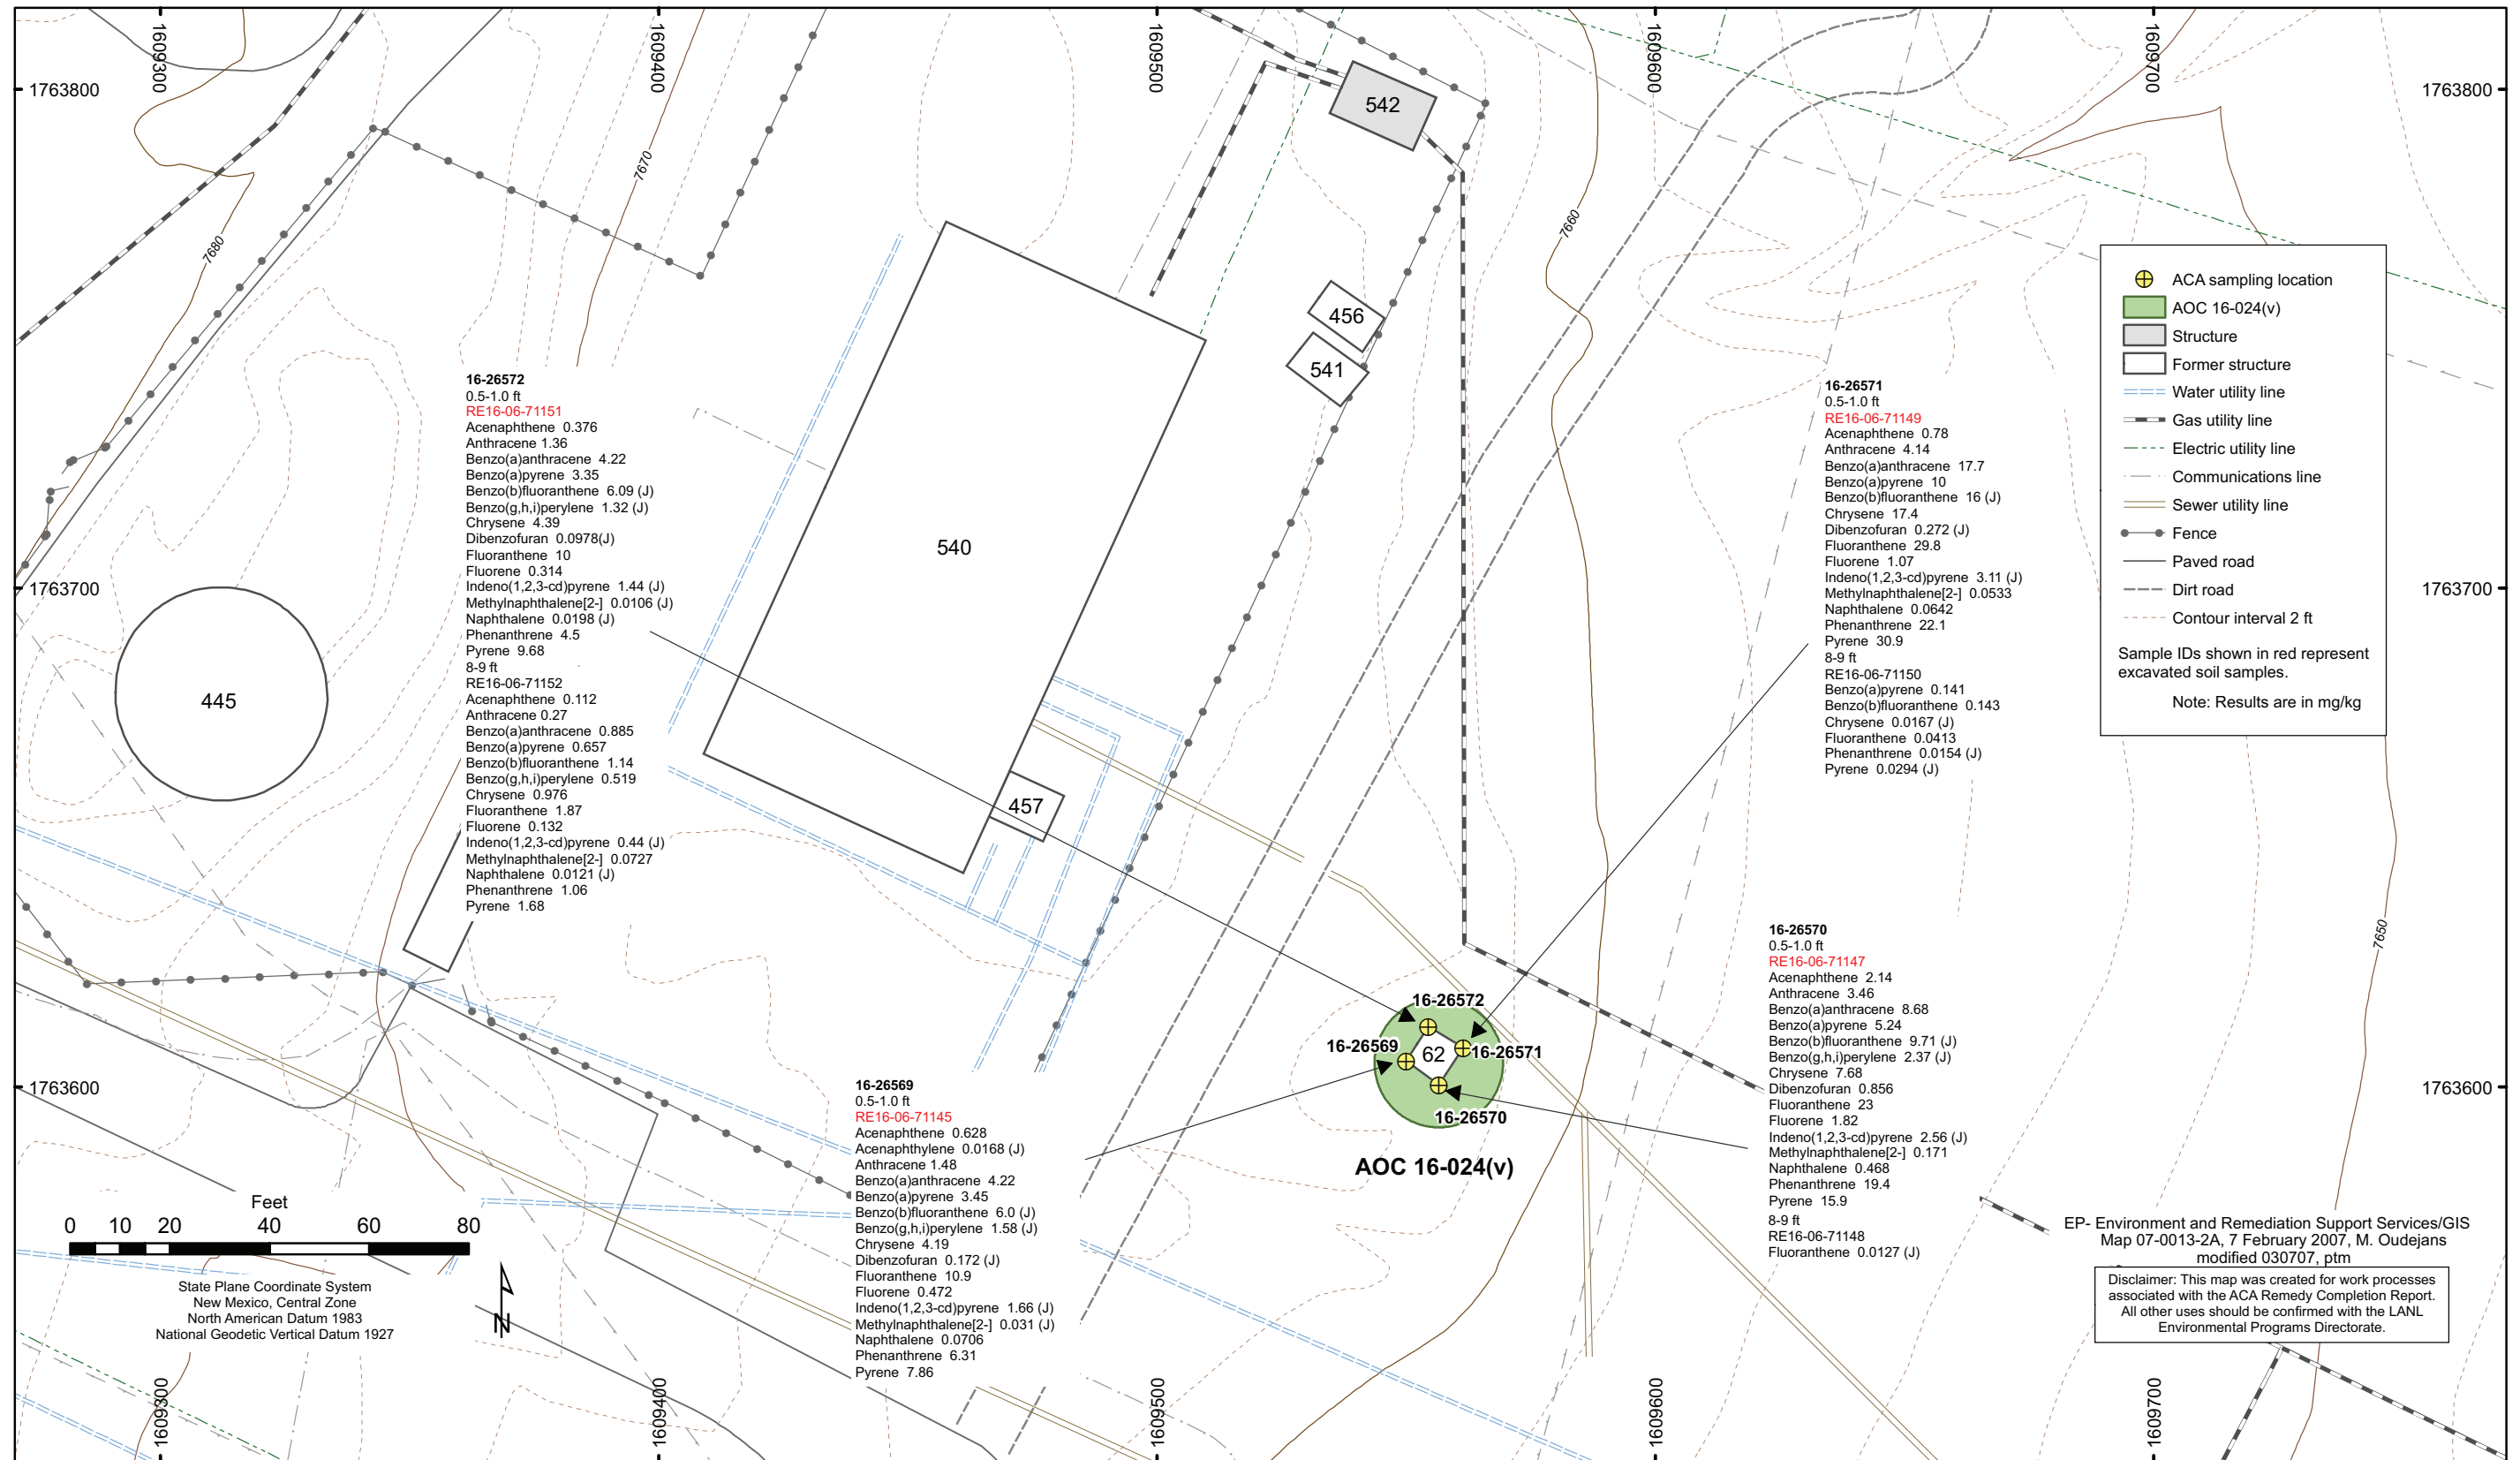 1609300
1609400
1609500
1609600
1609700
1763800
1763800
542
7670
7660
7680
456
541
ACA sampling location
AOC 16-024(v)
Structure
Former structure
Water utility line
Gas utility line
Electric utility line
Communications line
Sewer utility line
Fence
Paved road
Dirt road
Contour interval 2 ft
Sample IDs shown in red represent
excavated soil samples.
Note: Results are in mg/kg
16-26572
0.5-1.0 ft
RE16-06-71151
Acenaphthene 0.376
Anthracene 1.36
Benzo(a)anthracene 4.22
Benzo(a)pyrene 3.35
Benzo(b)fluoranthene 6.09 (J)
Benzo(g,h,i)perylene 1.32 (J)
Chrysene 4.39
Dibenzofuran 0.0978(J)
Fluoranthene 10
Fluorene 0.314
Indeno(1,2,3-cd)pyrene 1.44 (J)
Methylnaphthalene[2-] 0.0106 (J)
Naphthalene 0.0198 (J)
Phenanthrene 4.5
Pyrene 9.68
8-9 ft
RE16-06-71152
Acenaphthene 0.112
Anthracene 0.27
Benzo(a)anthracene 0.885
Benzo(a)pyrene 0.657
Benzo(b)fluoranthene 1.14
Benzo(g,h,i)perylene 0.519
Chrysene 0.976
Fluoranthene 1.87
Fluorene 0.132
Indeno(1,2,3-cd)pyrene 0.44 (J)
Methylnaphthalene[2-] 0.0727
Naphthalene 0.0121 (J)
Phenanthrene 1.06
Pyrene 1.68
16-26571
0.5-1.0 ft
RE16-06-71149
Acenaphthene 0.78
Anthracene 4.14
Benzo(a)anthracene 17.7
Benzo(a)pyrene 10
Benzo(b)fluoranthene 16 (J)
Chrysene 17.4
Dibenzofuran 0.272 (J)
Fluoranthene 29.8
Fluorene 1.07
Indeno(1,2,3-cd)pyrene 3.11 (J)
Methylnaphthalene[2-] 0.0533
Naphthalene 0.0642
Phenanthrene 22.1
Pyrene 30.9
8-9 ft
RE16-06-71150
Benzo(a)pyrene 0.141
Benzo(b)fluoranthene 0.143
Chrysene 0.0167 (J)
Fluoranthene 0.0413
Phenanthrene 0.0154 (J)
Pyrene 0.0294 (J)
540
1763700
1763700
445
457
7650
16-26570
0.5-1.0 ft
RE16-06-71147
Acenaphthene 2.14
Anthracene 3.46
Benzo(a)anthracene 8.68
Benzo(a)pyrene 5.24
Benzo(b)fluoranthene 9.71 (J)
Benzo(g,h,i)perylene 2.37 (J)
Chrysene 7.68
Dibenzofuran 0.856
Fluoranthene 23
Fluorene 1.82
Indeno(1,2,3-cd)pyrene 2.56 (J)
Methylnaphthalene[2-] 0.171
Naphthalene 0.468
Phenanthrene 19.4
Pyrene 15.9
8-9 ft
RE16-06-71148
Fluoranthene 0.0127 (J)
16-26572
16-26569
62
16-26571
16-26570
AOC 16-024(v)
1763600
1763600
16-26569
0.5-1.0 ft
RE16-06-71145
Acenaphthene 0.628
Acenaphthylene 0.0168 (J)
Anthracene 1.48
Benzo(a)anthracene 4.22
Benzo(a)pyrene 3.45
Benzo(b)fluoranthene 6.0 (J)
Benzo(g,h,i)perylene 1.58 (J)
Chrysene 4.19
Dibenzofuran 0.172 (J)
Fluoranthene 10.9
Fluorene 0.472
Indeno(1,2,3-cd)pyrene 1.66 (J)
Methylnaphthalene[2-] 0.031 (J)
Naphthalene 0.0706
Phenanthrene 6.31
Pyrene 7.86
Feet
0 10 20 40 60 80
State Plane Coordinate System
New Mexico, Central Zone
North American Datum 1983
National Geodetic Vertical Datum 1927
N
EP- Environment and Remediation Support Services/GIS
Map 07-0013-2A, 7 February 2007, M. Oudejans
modified 030707, ptm
Disclaimer: This map was created for work processes
associated with the ACA Remedy Completion Report.
All other uses should be confirmed with the LANL
Environmental Programs Directorate.
1609300
1609400
1609500
1609600
1609700